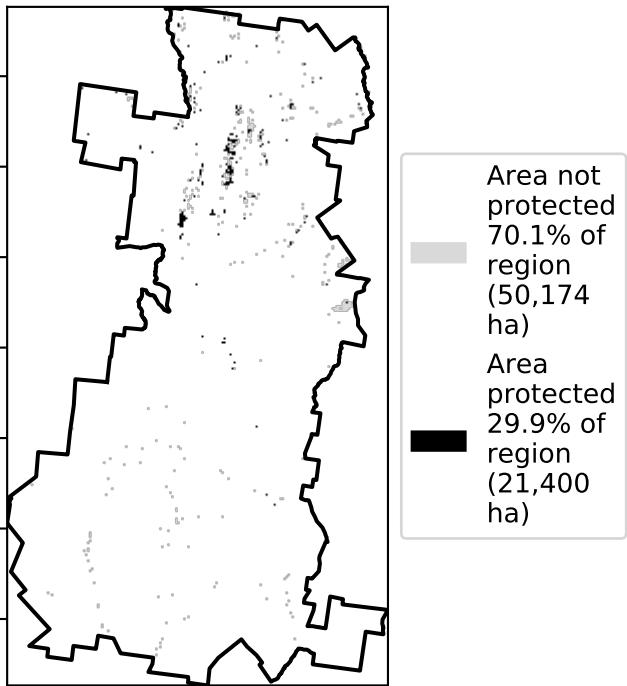 Area not
protected
70.1% of
region
(50,174
ha)
Area
protected
29.9% of
region
(21,400
ha)